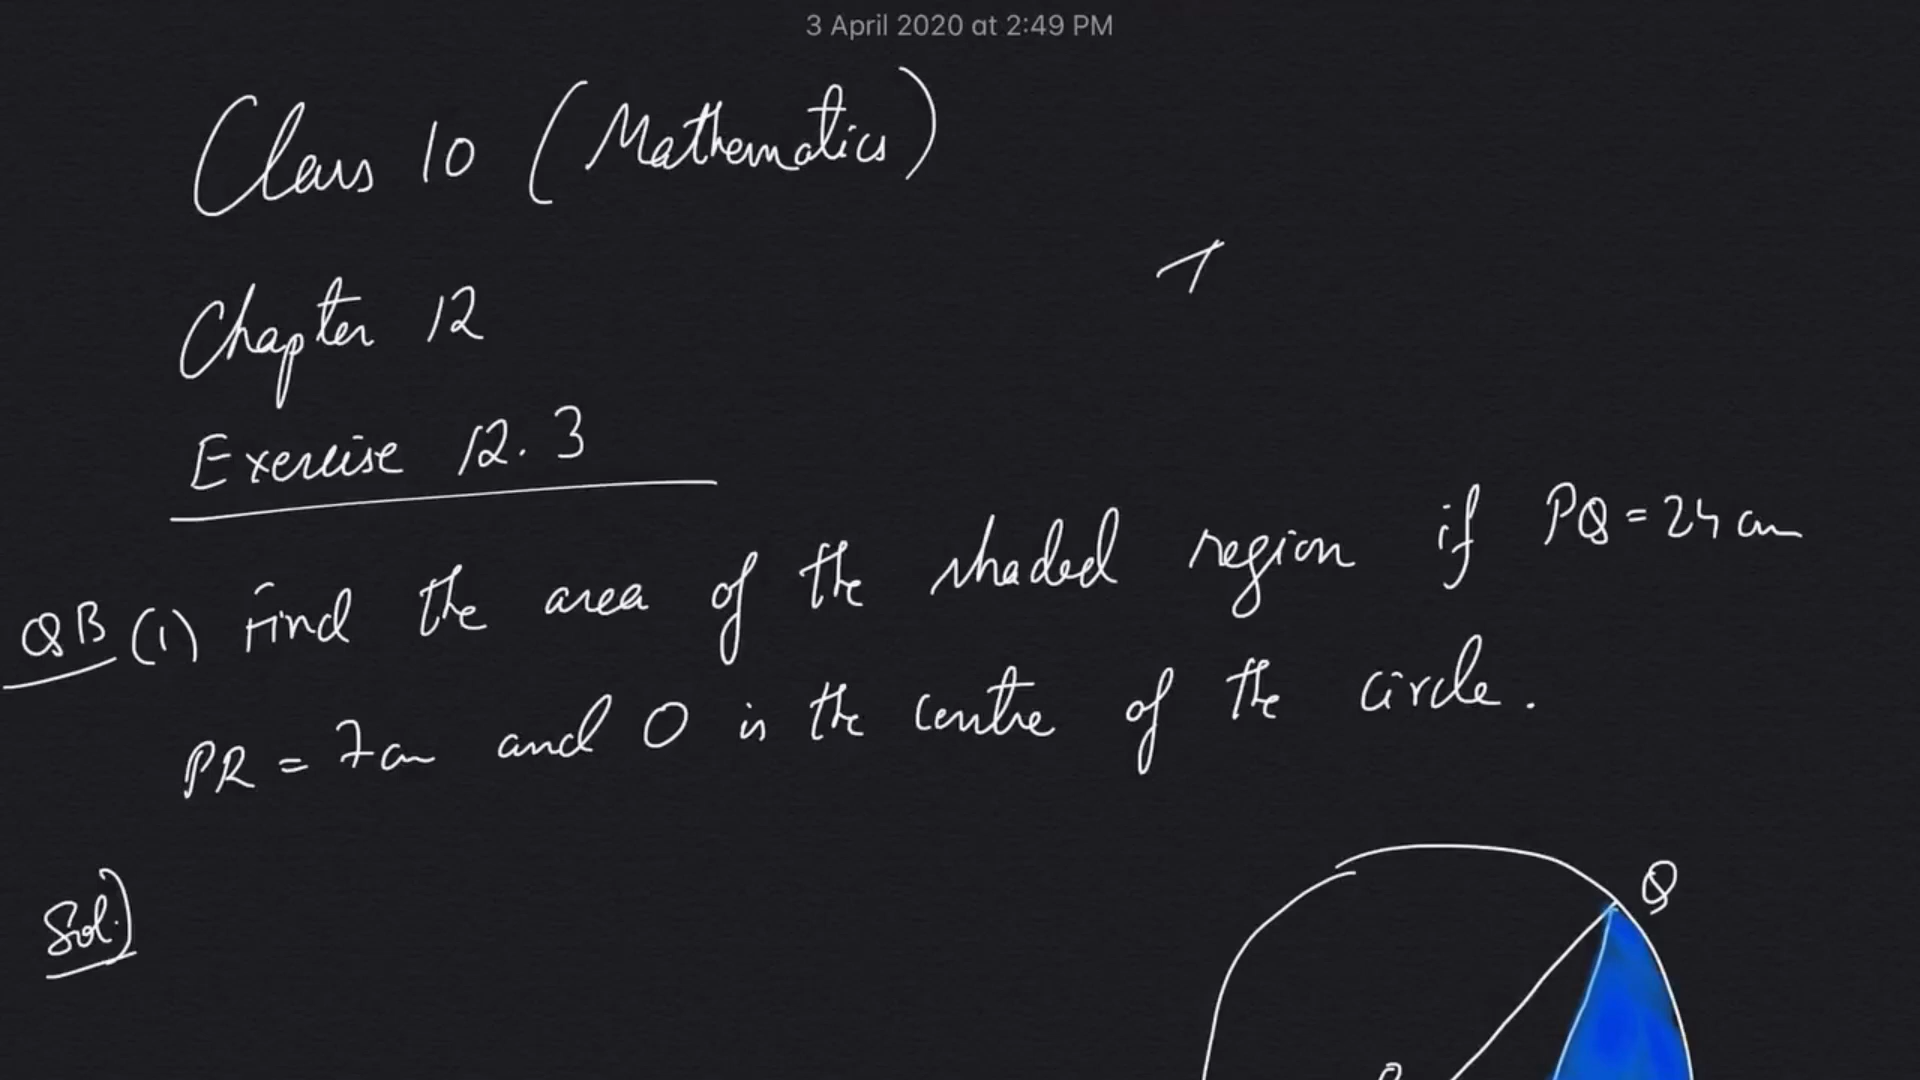 3 April 2020 at 2:49 PM
Class 10 (Mathematics)
Chapter 12
Exercise 12.3
QB (1) Find the area of the shaded region if PQ = 24 cm
PR = 7 cm and O is the centre of the circle.
Sol.)
Q